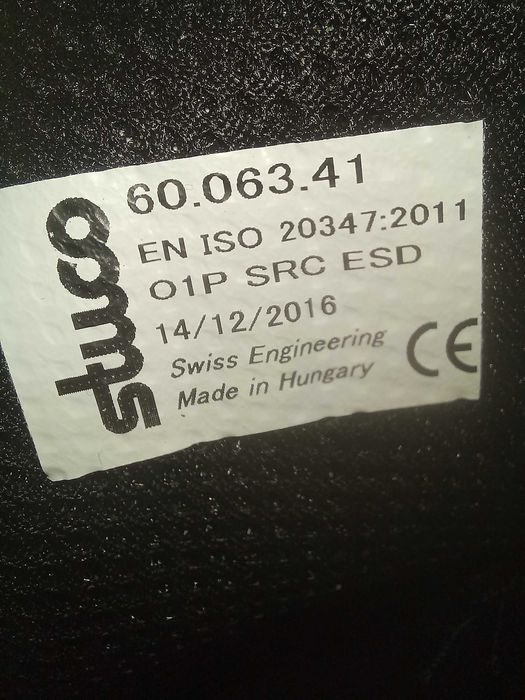 60.063.41
EN ISO 20347:2011
O1P SRC ESD
14/12/2016
Swiss Engineering
Made in Hungary
CE